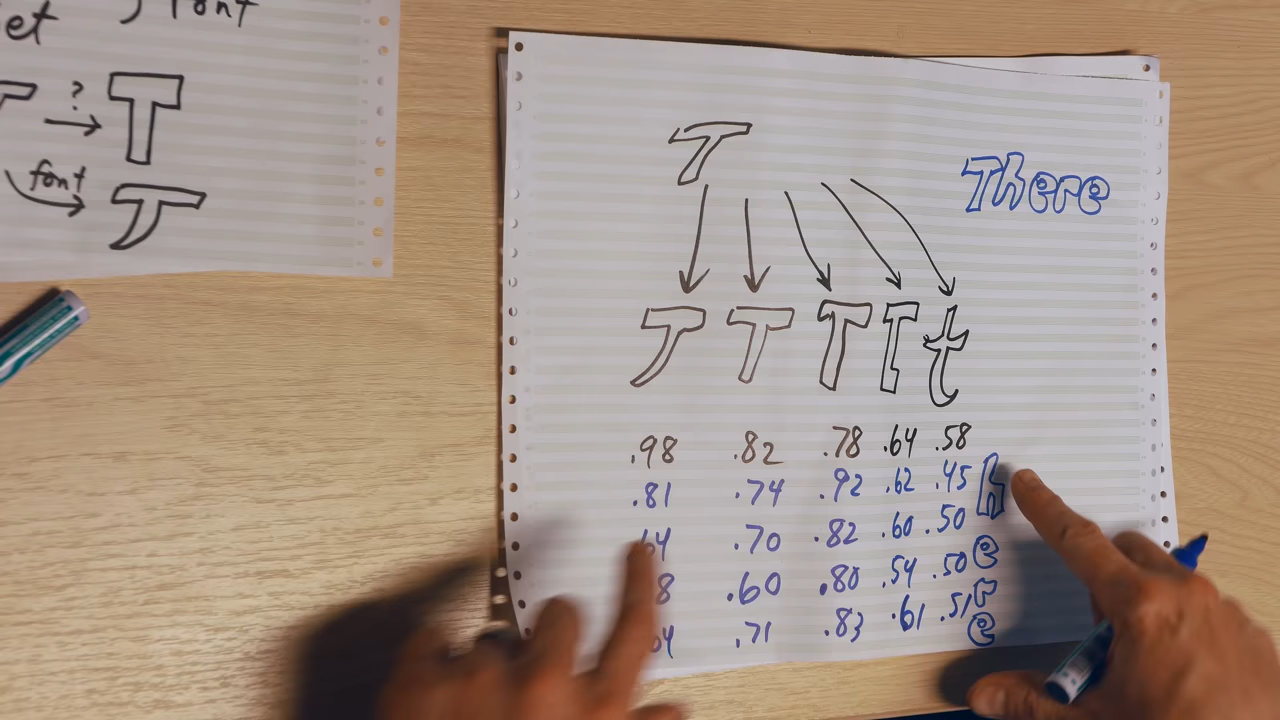 et
font
? T
font T
T
There
T T T T t
.98 .82 .78 .64 .58
.81 .74 .92 .62 .45 h
.70 .82 .60 .50 e
.60 .80 .54 .50 r
.71 .83 .61 .51 e